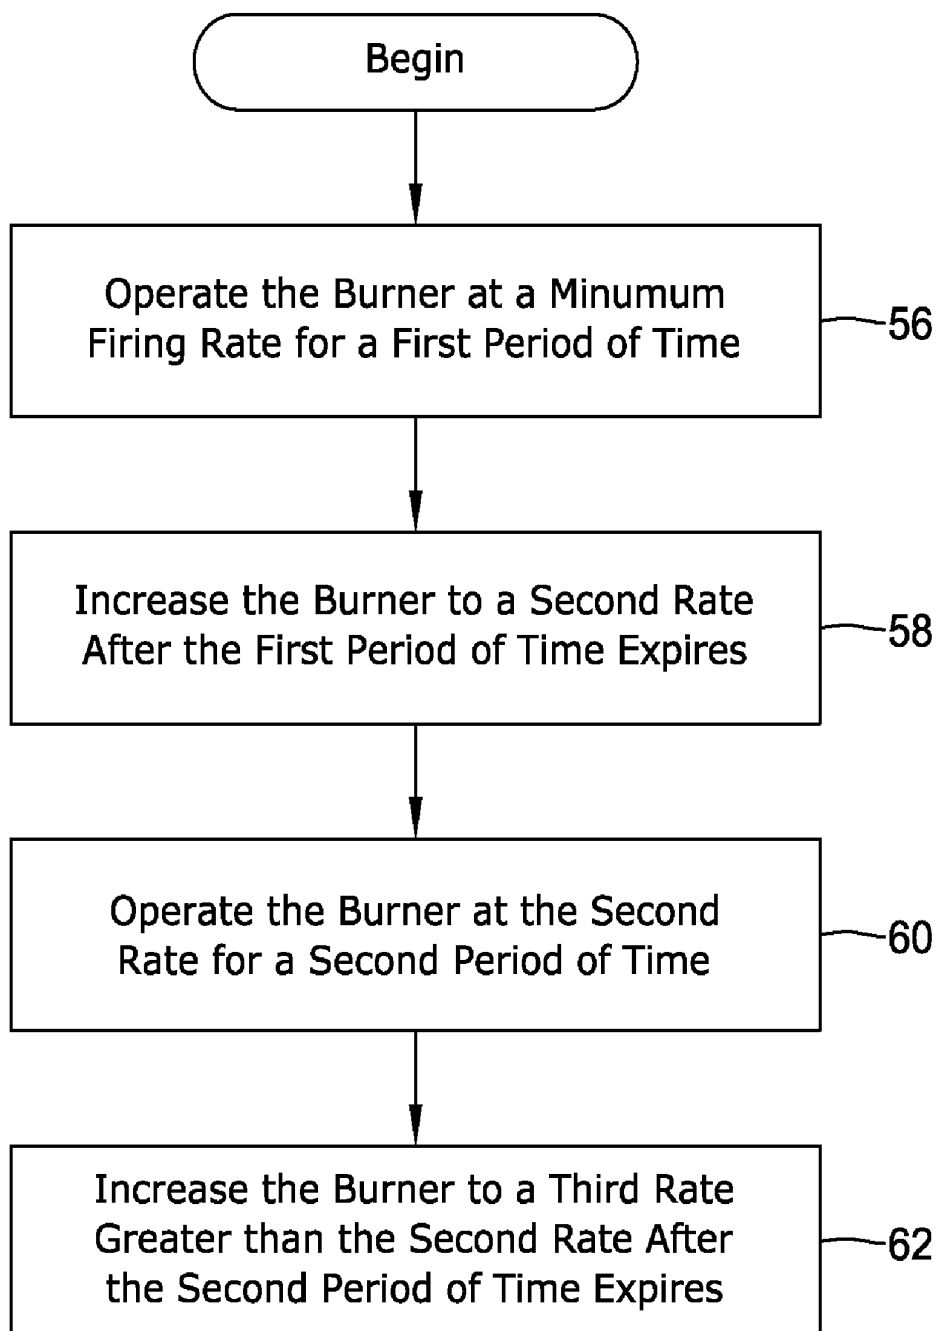 Begin
Operate the Burner at a Minumum
Firing Rate for a First Period of Time
56
Increase the Burner to a Second Rate
After the First Period of Time Expires
58
Operate the Burner at the Second
Rate for a Second Period of Time
60
Increase the Burner to a Third Rate
Greater than the Second Rate After
the Second Period of Time Expires
62